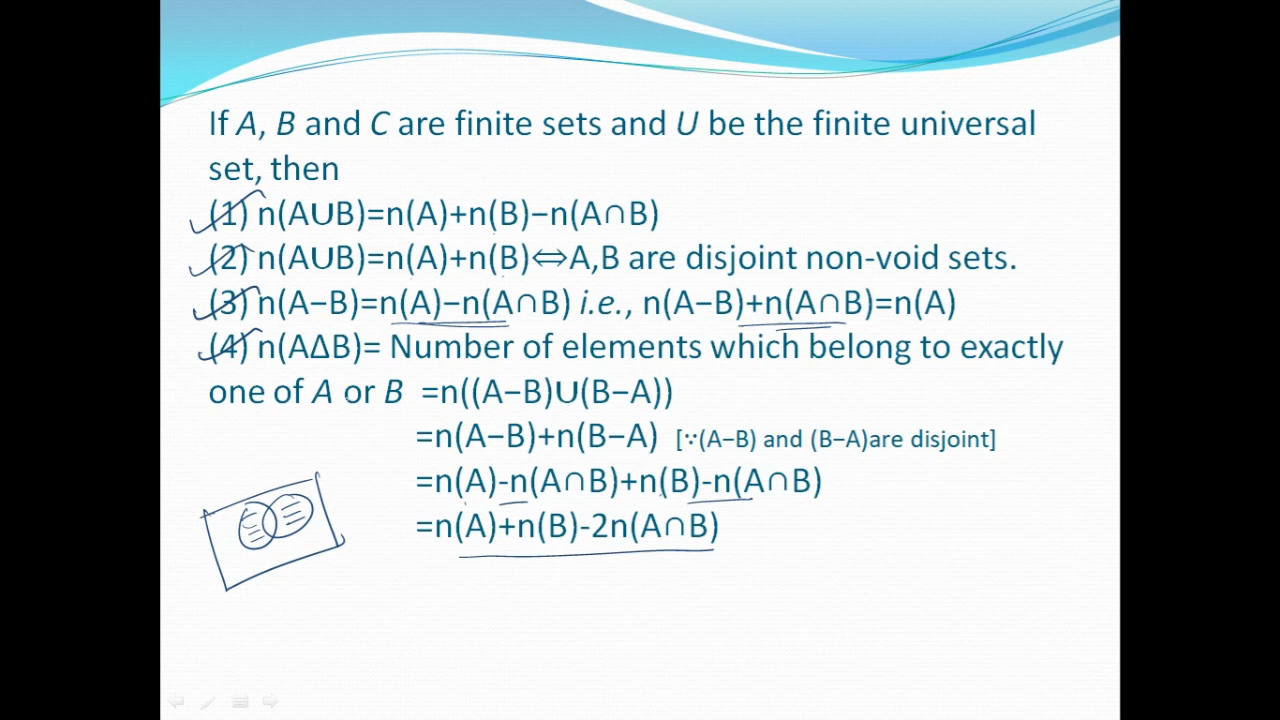 If A, B and C are finite sets and U be the finite universal
set, then
(1) n(A∪B)=n(A)+n(B)−n(A∩B)
(2) n(A∪B)=n(A)+n(B)⇔A,B are disjoint non-void sets.
(3) n(A−B)=n(A)−n(A∩B) i.e., n(A−B)+n(A∩B)=n(A)
(4) n(AΔB)= Number of elements which belong to exactly
one of A or B =n((A−B)∪(B−A))
=n(A−B)+n(B−A) [∵(A−B) and (B−A)are disjoint]
=n(A)-n(A∩B)+n(B)-n(A∩B)
=n(A)+n(B)-2n(A∩B)